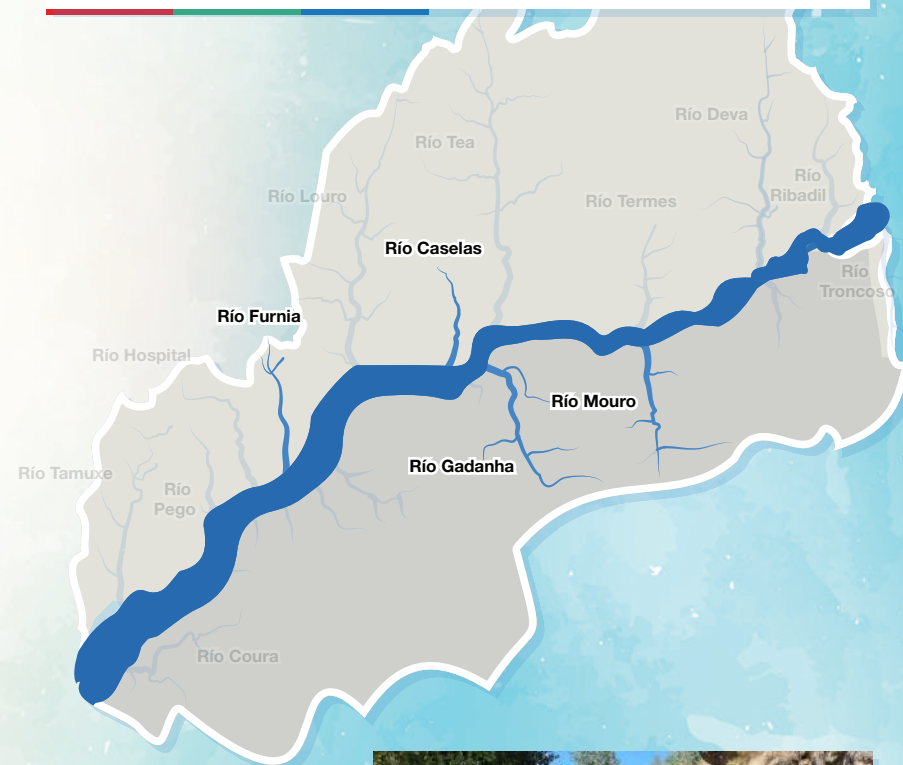 Río Deva
Río Tea
Río
Ribadil
Río Louro
Río Termes
Río Caselas
Río
Troncoso
Río Furnia
Río Hospital
Río Mouro
Río Gadanha
Río Tamuxe
Río
Pego
Río Coura